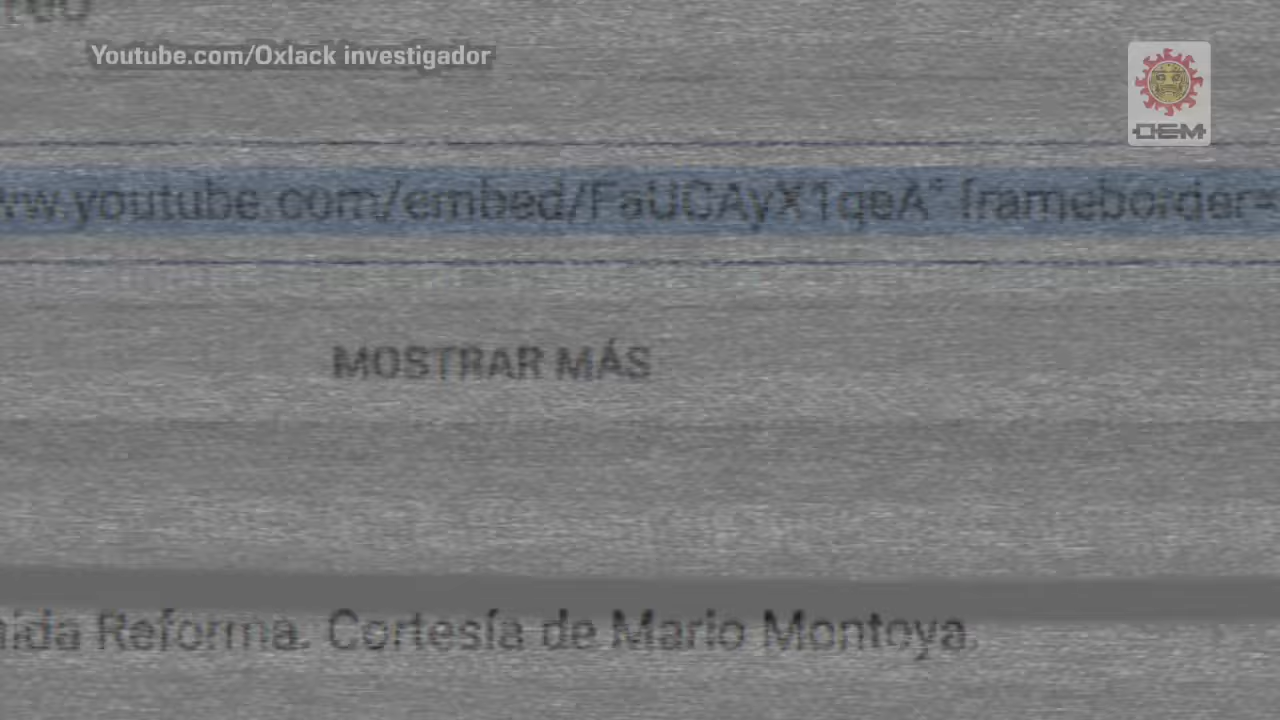 Youtube.com/Oxlack investigador
OEM
ww.youtube.com/embed/FaUCAyX1qeA" frameborder=
MOSTRAR MÁS
nida Reforma. Cortesía de Mario Montoya.